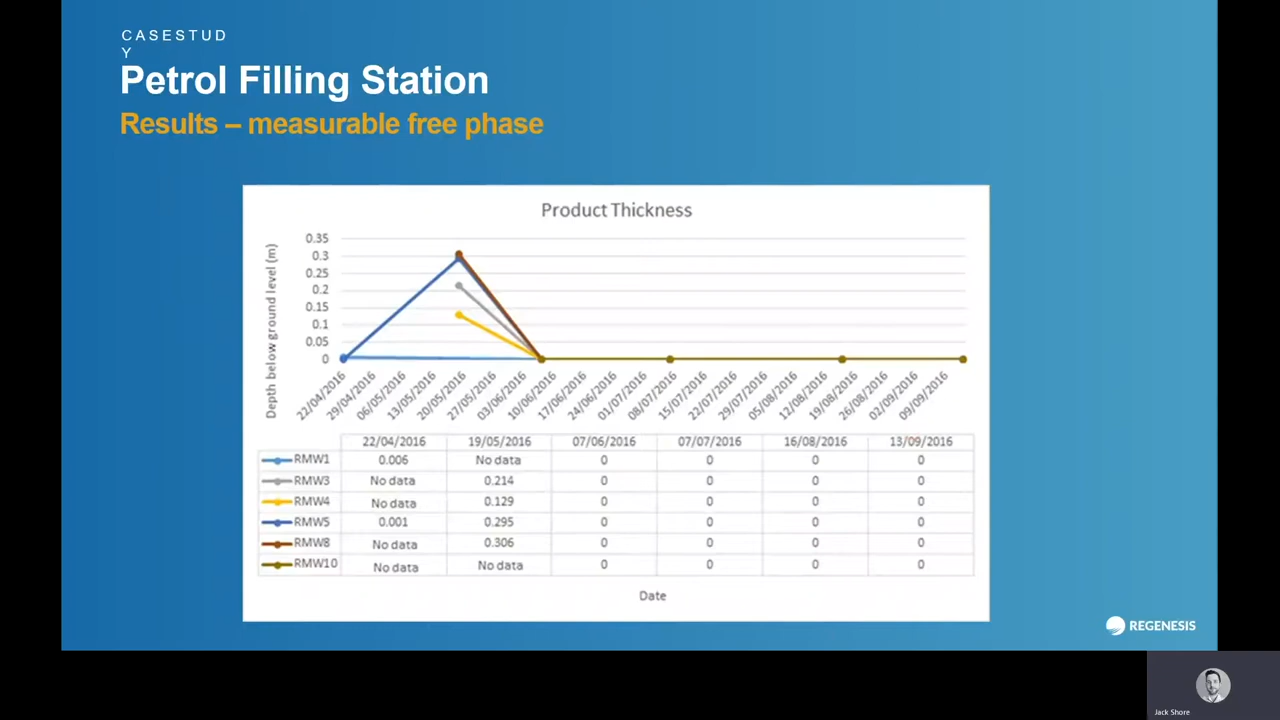 CASESTUD
Y
Petrol Filling Station
Results – measurable free phase
Product Thickness
Depth below ground level (m)
0.35
0.3
0.25
0.2
0.15
0.1
0.05
0
22/04/2016 29/04/2016 06/05/2016 13/05/2016 20/05/2016 27/05/2016 03/06/2016 10/06/2016 17/06/2016 24/06/2016 01/07/2016 08/07/2016 15/07/2016 22/07/2016 29/07/2016 05/08/2016 12/08/2016 19/08/2016 26/08/2016 02/09/2016 09/09/2016
22/04/2016 19/05/2016 07/06/2016 07/07/2016 16/08/2016 13/09/2016
RMW1 0.006 No data 0 0 0 0
RMW3 No data 0.214 0 0 0 0
RMW4 No data 0.129 0 0 0 0
RMW5 0.001 0.295 0 0 0 0
RMW8 No data 0.306 0 0 0 0
RMW10 No data No data 0 0 0 0
Date
REGENESIS
Jack Shore